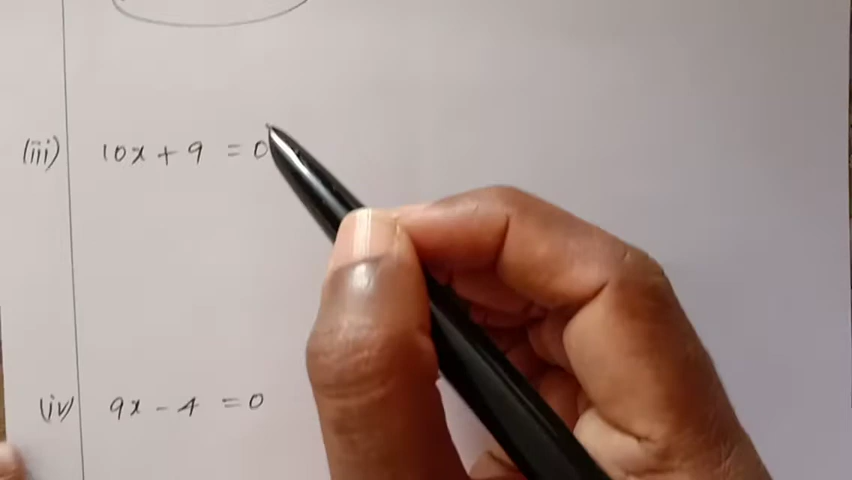 (iii) 10x + 9 = 0
(iv) 9x - 4 = 0